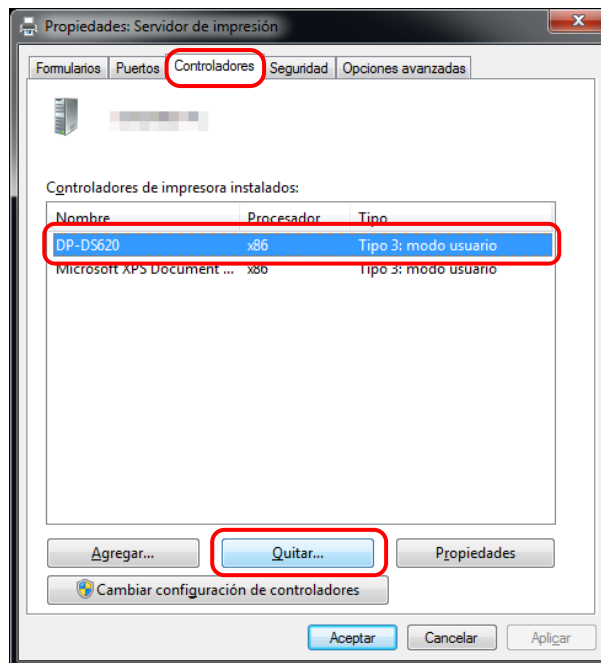 Propiedades: Servidor de impresión
Formularios Puertos Controladores Seguridad Opciones avanzadas
Controladores de impresora instalados:
Nombre Procesador Tipo
DP-DS620 x86 Tipo 3: modo usuario
Microsoft XPS Document ... x86 Tipo 3: modo usuario
Agregar... Quitar... Propiedades
Cambiar configuración de controladores
Aceptar Cancelar Aplicar